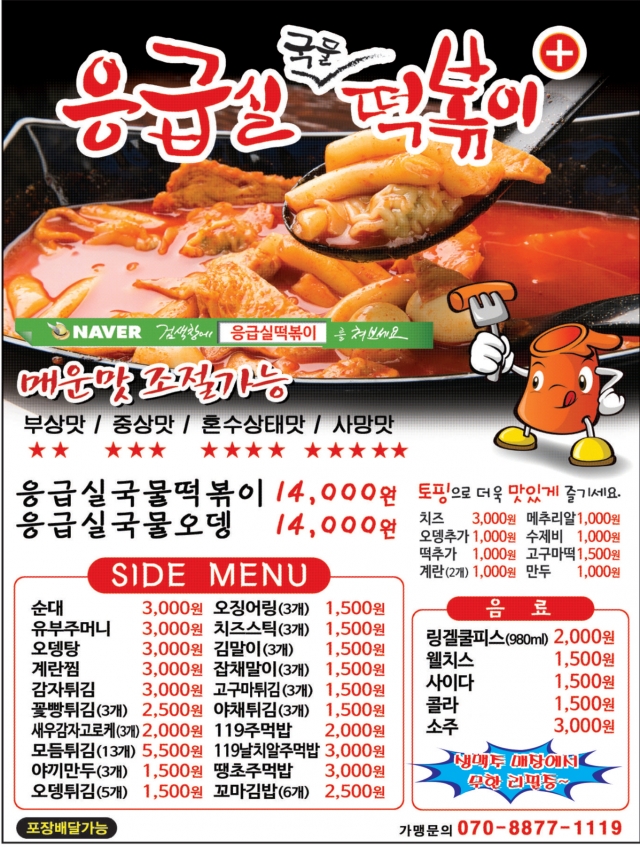 응급실 국물 떡볶이
NAVER 검색창에 응급실떡볶이 를 쳐보세요
매운맛 조절가능
부상맛 / 중상맛 / 혼수상태맛 / 사망맛
★★ ★★★ ★★★★ ★★★★★
응급실국물떡볶이 14,000원
응급실국물오뎅 14,000원
토핑으로 더욱 맛있게 즐기세요.
치즈 3,000원 메추리알 1,000원
오뎅추가 1,000원 수제비 1,000원
떡추가 1,000원 고구마떡 1,500원
계란(2개) 1,000원 만두 1,000원
SIDE MENU
순대 3,000원 오징어링(3개) 1,500원
유부주머니 3,000원 치즈스틱(3개) 1,500원
오뎅탕 3,000원 김말이(3개) 1,500원
계란찜 3,000원 잡채말이(3개) 1,500원
감자튀김 3,000원 고구마튀김(3개) 1,500원
꽃빵튀김(3개) 2,500원 야채튀김(3개) 1,500원
새우감자고로케(3개) 2,000원 119주먹밥 2,000원
모듬튀김(13개) 5,500원 119날치알주먹밥 3,000원
야끼만두(3개) 1,500원 땡초주먹밥 3,000원
오뎅튀김(5개) 1,500원 꼬마김밥(6개) 2,500원
음료
링겔쿨피스(980ml) 2,000원
웰치스 1,500원
사이다 1,500원
콜라 1,500원
소주 3,000원
생맥주 매장에서
무한 리필중~
포장배달가능
가맹문의 070-8877-1119